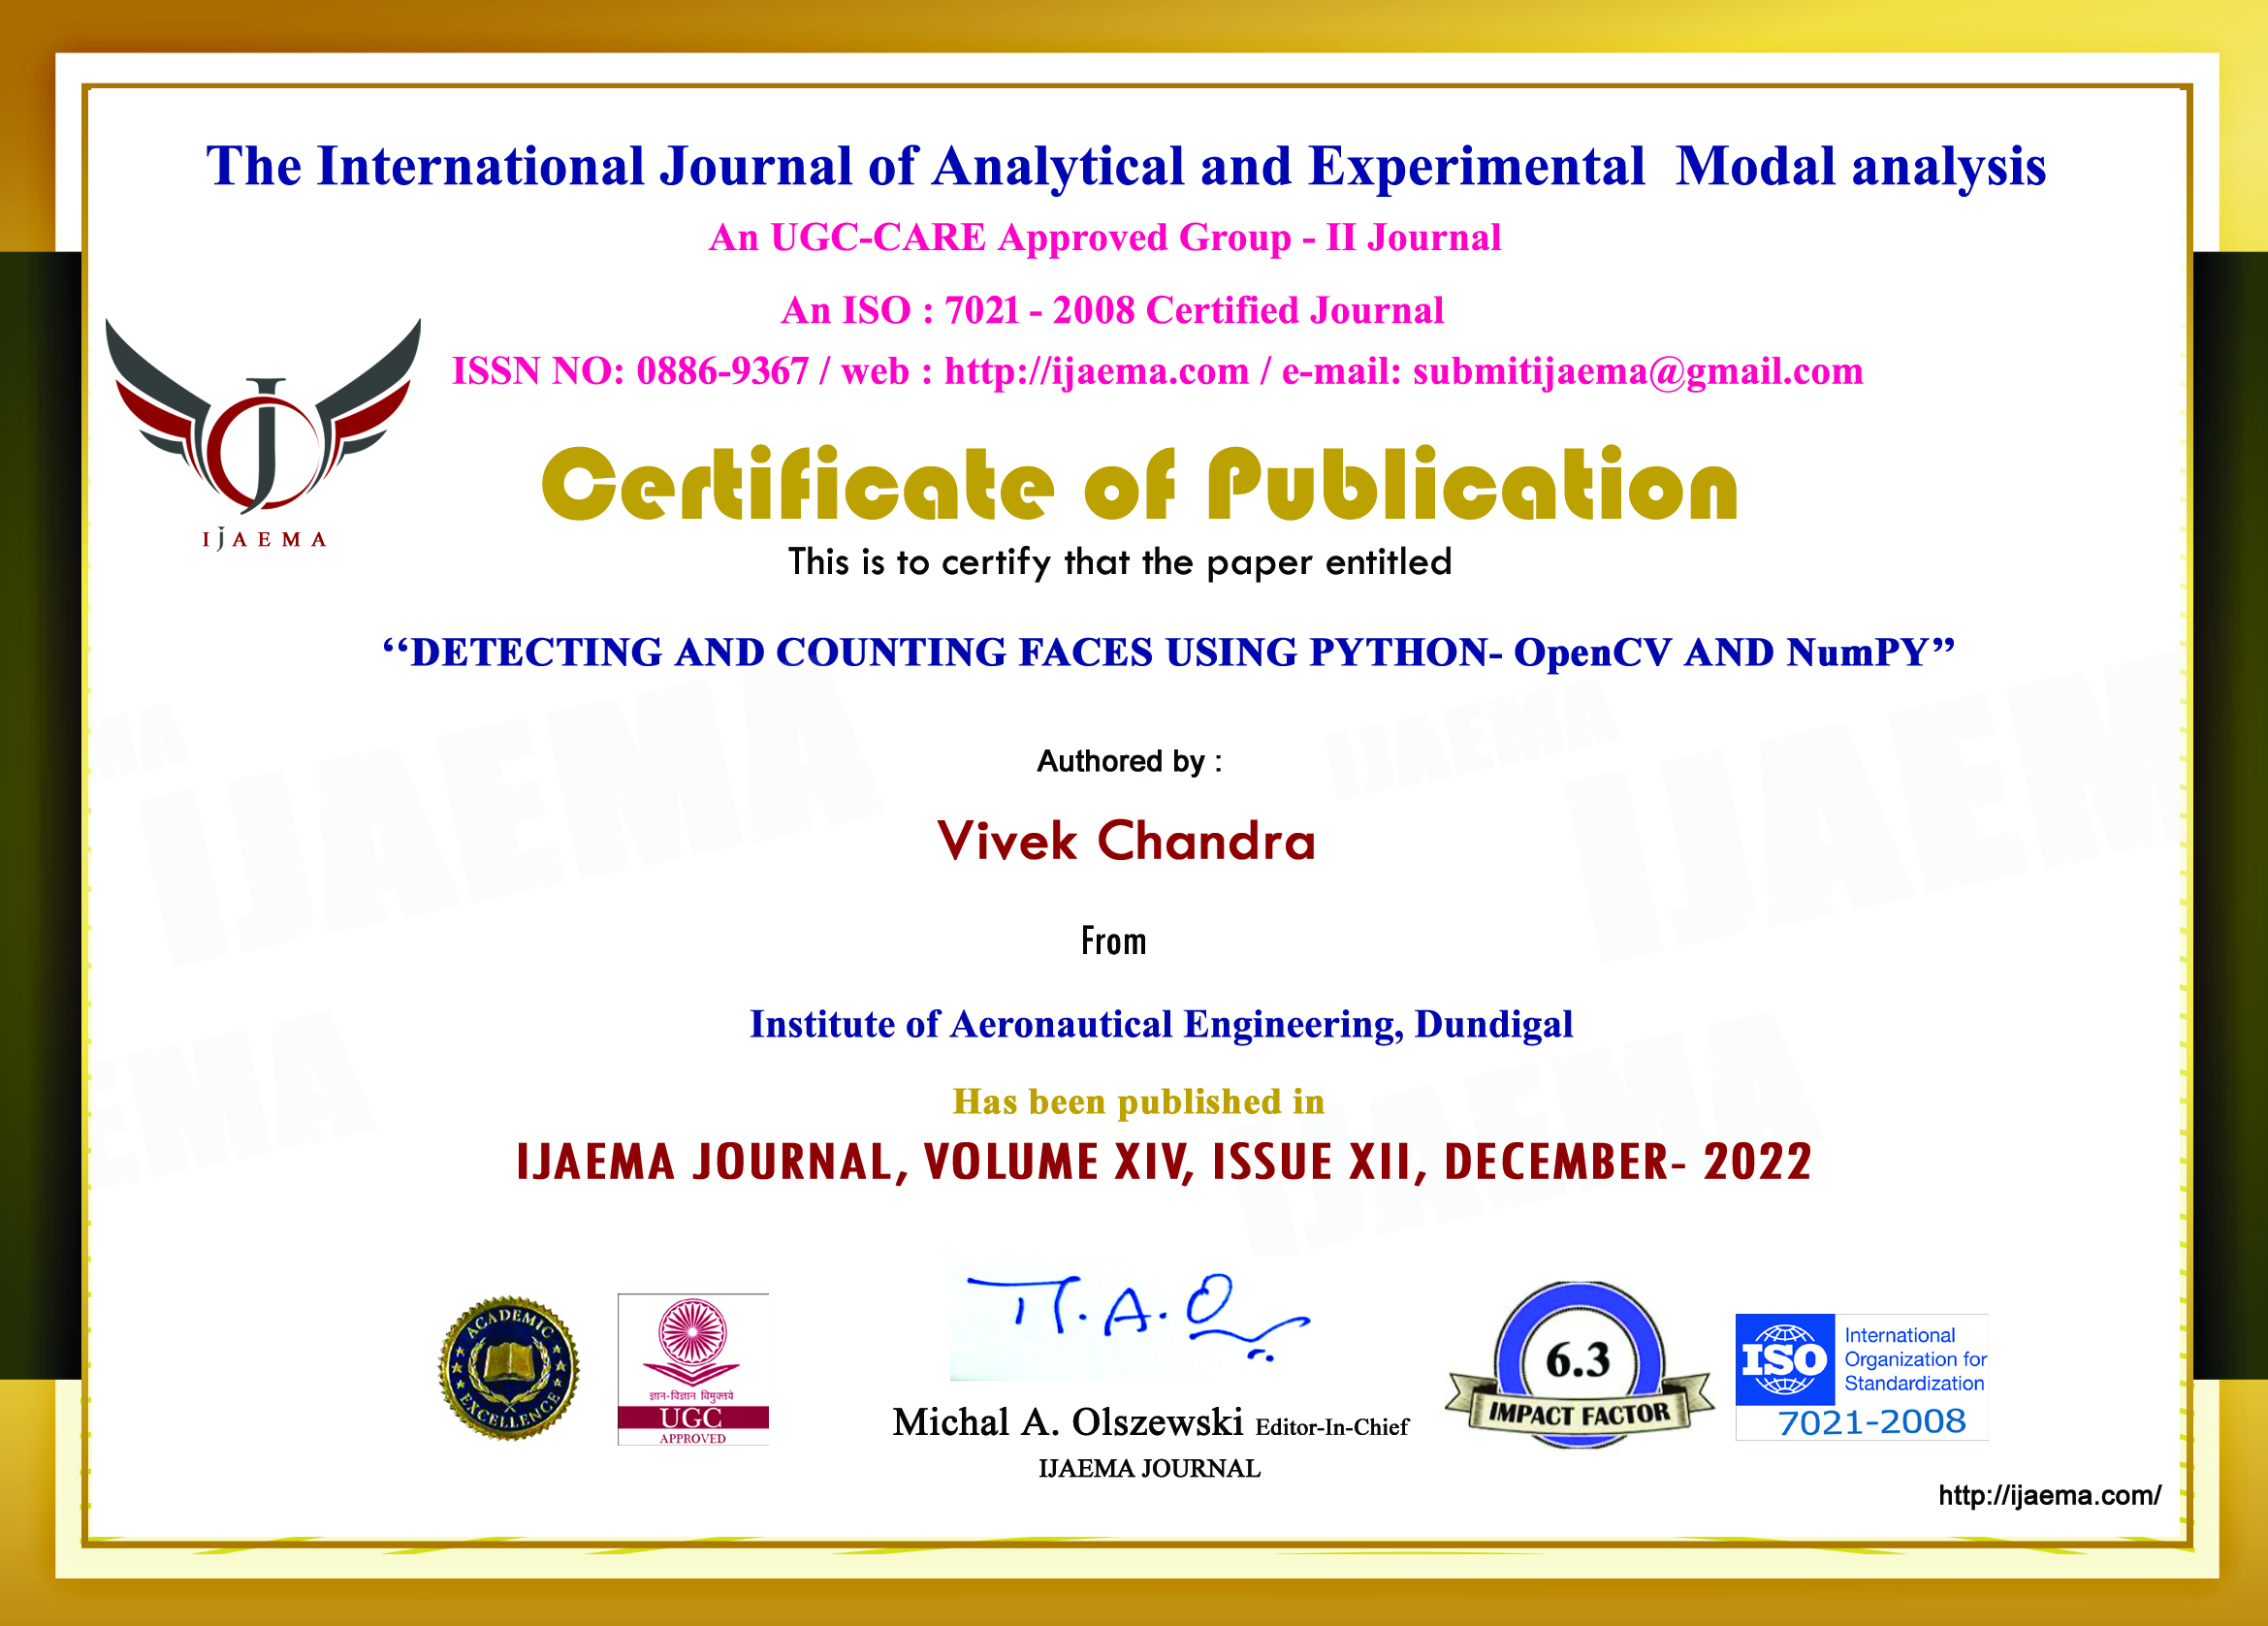 The International Journal of Analytical and Experimental Modal analysis
An UGC-CARE Approved Group - II Journal
An ISO : 7021 - 2008 Certified Journal
ISSN NO: 0886-9367 / web : http://ijaema.com / e-mail: submitijaema@gmail.com
J
IJAEMA
Certificate of Publication
This is to certify that the paper entitled
‘‘DETECTING AND COUNTING FACES USING PYTHON- OpenCV AND NumPY’’
IJAEMA
IJAEMA
Authored by :
Vivek Chandra
From
Institute of Aeronautical Engineering, Dundigal
Has been published in
IJAEMA JOURNAL, VOLUME XIV, ISSUE XII, DECEMBER- 2022
IJAEMA
ACADEMIC
EXCELLENCE
ज्ञान-विज्ञान विमुक्तये
UGC
APPROVED
M.A.O
Michal A. Olszewski Editor-In-Chief
IJAEMA JOURNAL
6.3
IMPACT FACTOR
ISO
International
Organization for
Standardization
7021-2008
http://ijaema.com/